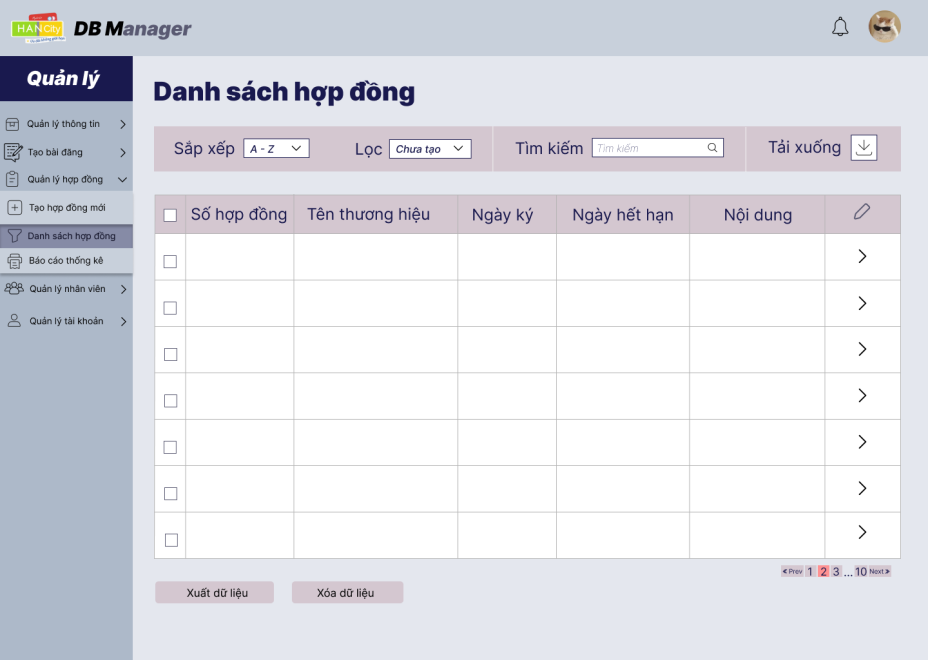 HANCity
DB Manager
Quản lý
Quản lý thông tin
Tạo bài đăng
Quản lý hợp đồng
Tạo hợp đồng mới
Danh sách hợp đồng
Báo cáo thống kê
Quản lý nhân viên
Quản lý tài khoản
Danh sách hợp đồng
Sắp xếp A - Z Lọc Chưa tạo Tìm kiếm Tìm kiếm Tải xuống
Số hợp đồng Tên thương hiệu Ngày ký Ngày hết hạn Nội dung
Prev 1 2 3 ... 10 Next
Xuất dữ liệu Xóa dữ liệu